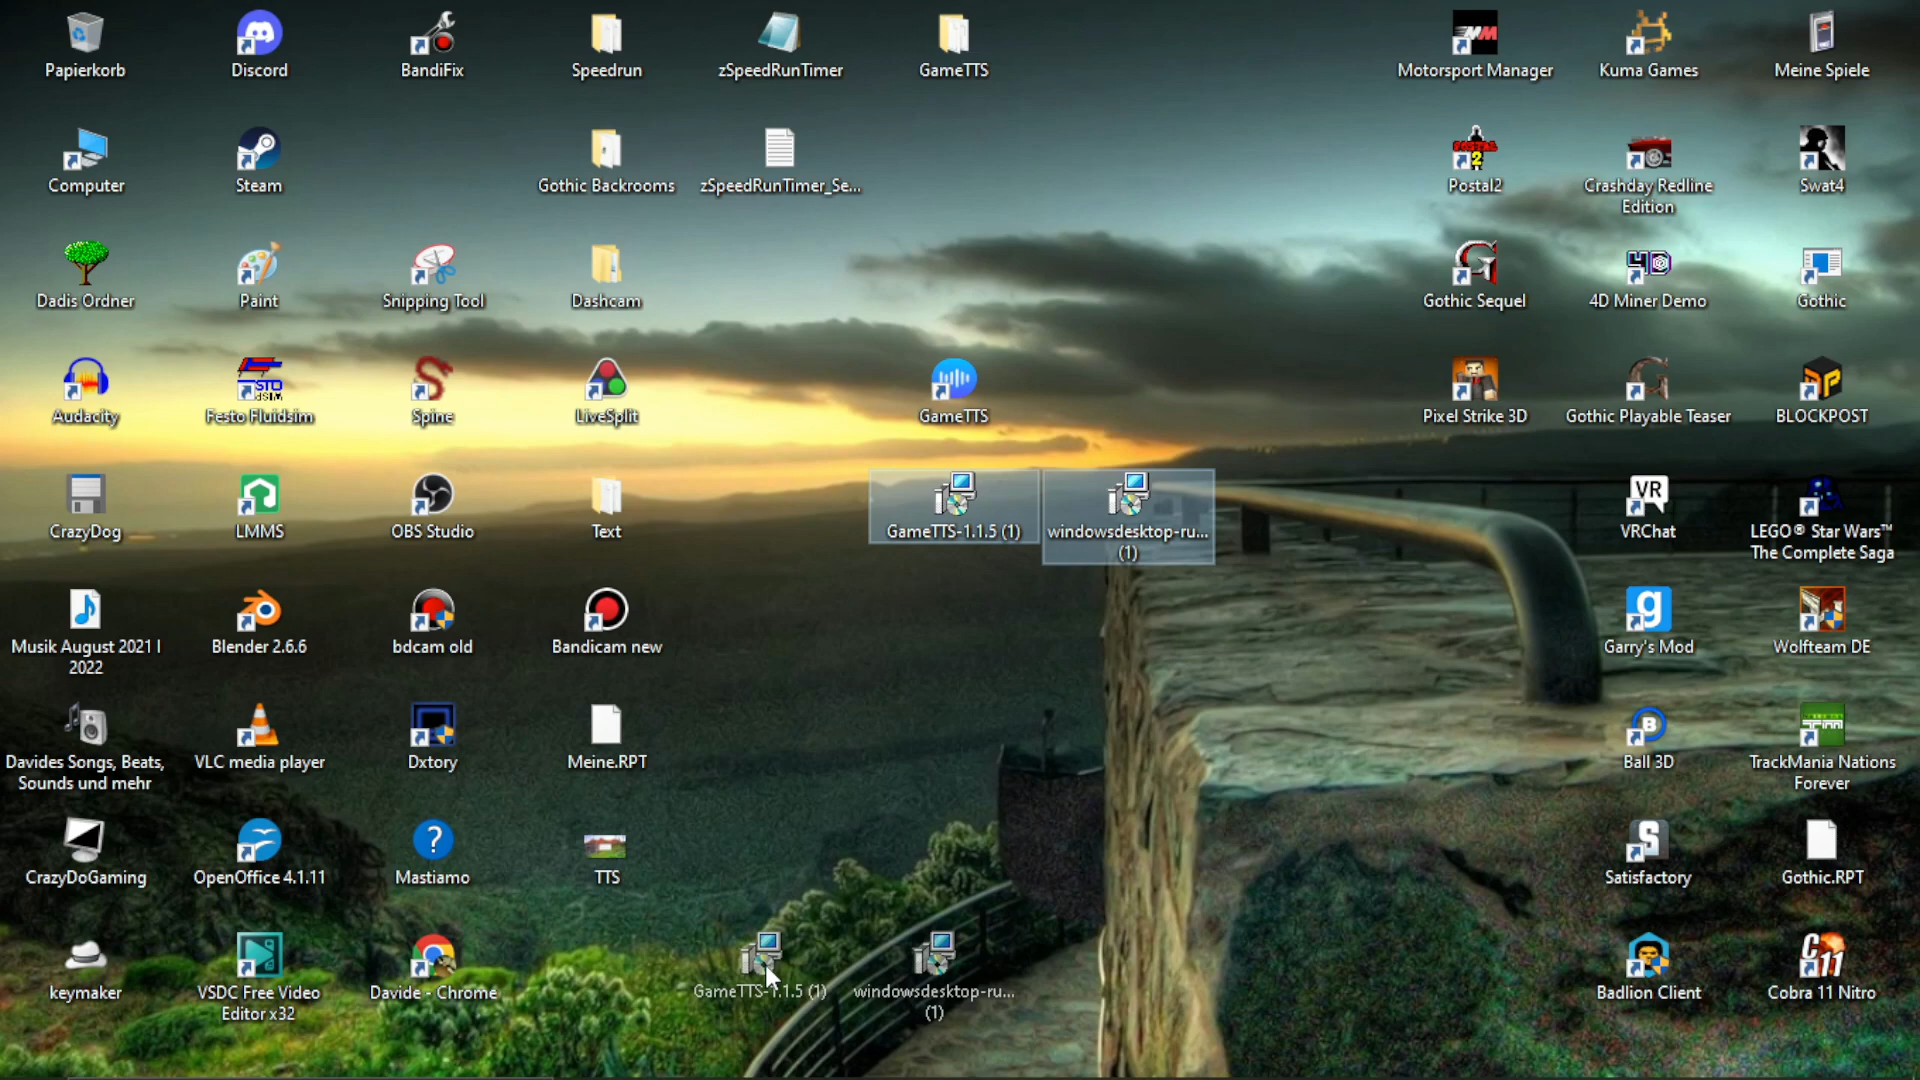 Papierkorb
Discord
BandiFix
Speedrun
zSpeedRunTimer
GameTTS
Motorsport Manager
Kuma Games
Meine Spiele
Computer
Steam
Gothic Backrooms
zSpeedRunTimer_Se...
POSTAL
2
Postal2
Crashday Redline
Edition
Swat4
Dadis Ordner
Paint
Snipping Tool
Dashcam
Gothic Sequel
4D Miner Demo
Gothic
Audacity
Festo Fluidsim
Spine
LiveSplit
GameTTS
Pixel Strike 3D
Gothic Playable Teaser
BLOCKPOST
CrazyDog
LMMS
OBS Studio
Text
GameTTS-1.1.5 (1)
windowsdesktop-ru...
(1)
VR
VRChat
LEGO® Star Wars™
The Complete Saga
Musik August 2021 I
2022
Blender 2.6.6
bdcam old
Bandicam new
g
Garry's Mod
Wolfteam DE
Davides Songs, Beats,
Sounds und mehr
VLC media player
Dxtory
Meine.RPT
B
Ball 3D
TrackMania Nations
Forever
CrazyDoGaming
OpenOffice 4.1.11
?
Mastiamo
TTS
S
Satisfactory
Gothic.RPT
keymaker
VSDC Free Video
Editor x32
Davide - Chrome
GameTTS-1.1.5 (1)
windowsdesktop-ru...
(1)
Badlion Client
C
11
Cobra 11 Nitro